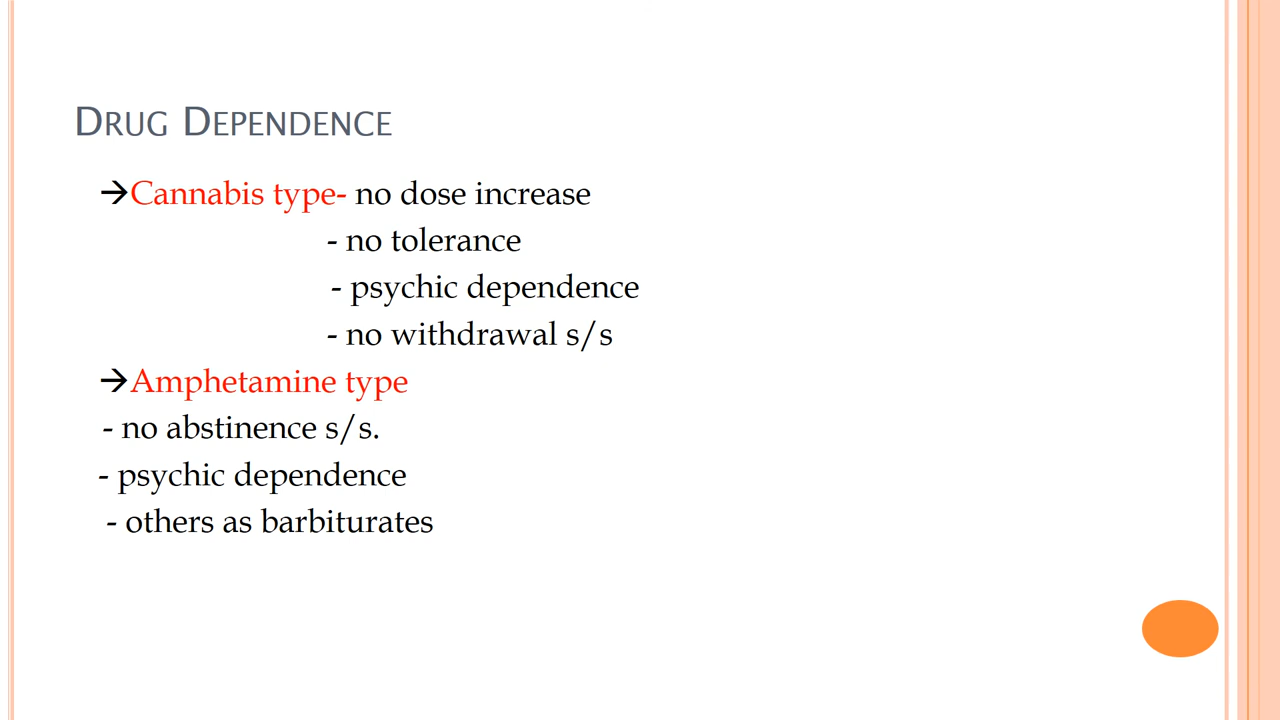 DRUG DEPENDENCE
→Cannabis type- no dose increase
- no tolerance
- psychic dependence
- no withdrawal s/s
→Amphetamine type
- no abstinence s/s.
- psychic dependence
- others as barbiturates